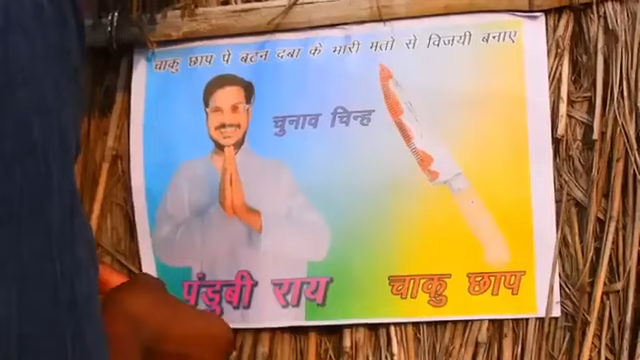 चाकु छाप पे बटन दबा के भारी मतो से विजयी बनाए
चुनाव चिन्ह
पंडुबी राय
चाकु छाप